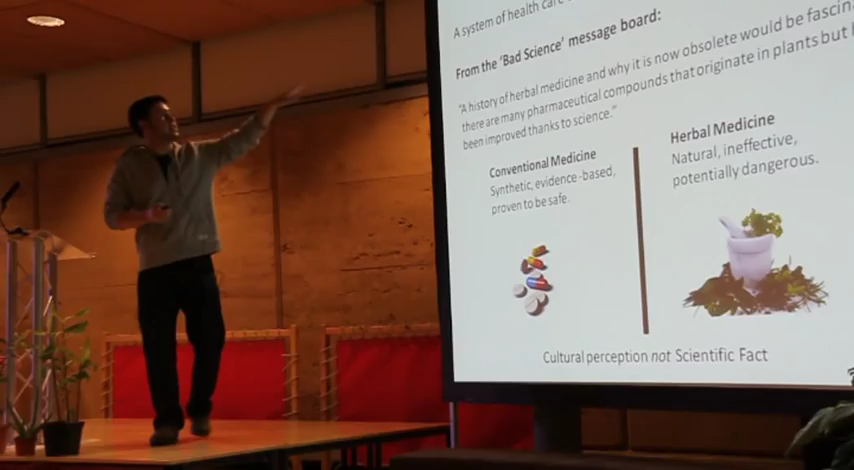 A system of health care
From the 'Bad Science' message board:
"A history of herbal medicine and why it is now obsolete would be
there are many pharmaceutical compounds that originate in plants but
been improved thanks to science."
Conventional Medicine
Synthetic, evidence-based,
proven to be safe.
Herbal Medicine
Natural, ineffective,
potentially dangerous.
Cultural perception not Scientific Fact